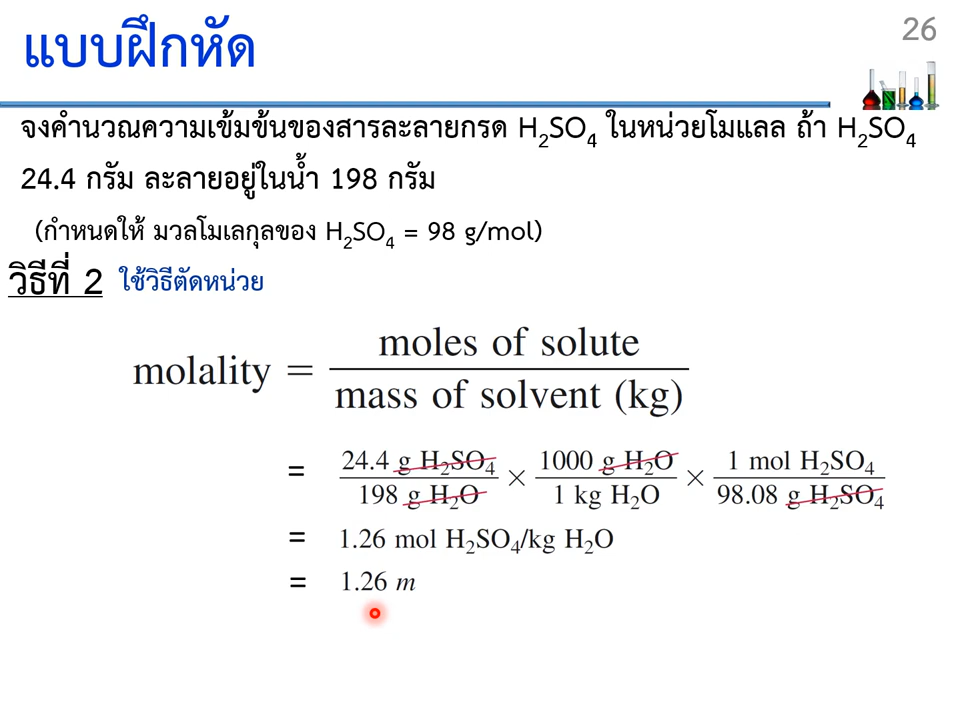 26
แบบฝึกหัด
จงคำนวณความเข้มข้นของสารละลายกรด H₂SO₄ ในหน่วยโมแลล ถ้า H₂SO₄
24.4 กรัม ละลายอยู่ในน้ำ 198 กรัม
(กำหนดให้ มวลโมเลกุลของ H₂SO₄ = 98 g/mol)
วิธีที่ 2 ใช้วิธีตัดหน่วย
moles of solute
molality =
mass of solvent (kg)
24.4 g H₂SO₄ 1000 g H₂O 1 mol H₂SO₄
= × ×
198 g H₂O 1 kg H₂O 98.08 g H₂SO₄
= 1.26 mol H₂SO₄/kg H₂O
= 1.26 m